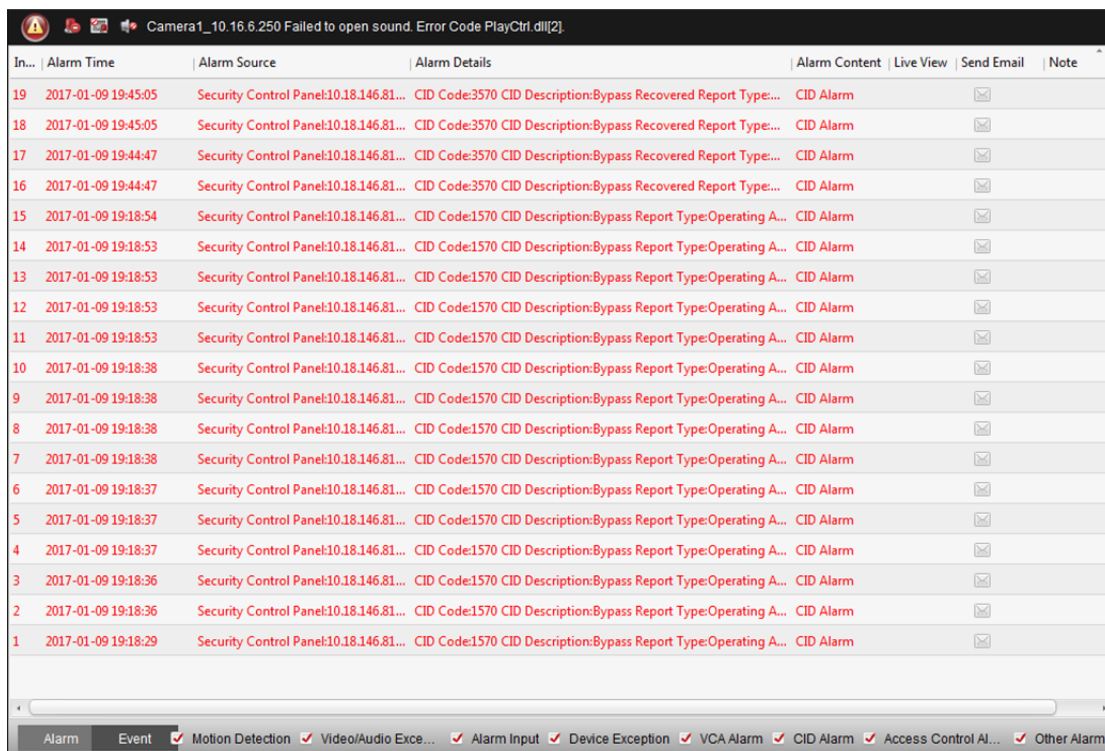 Camera1_10.16.6.250 Failed to open sound. Error Code PlayCtrl.dll[2].
In... Alarm Time Alarm Source Alarm Details Alarm Content Live View Send Email Note
19 2017-01-09 19:45:05 Security Control Panel:10.18.146.81... CID Code:3570 CID Description:Bypass Recovered Report Type:... CID Alarm
18 2017-01-09 19:45:05 Security Control Panel:10.18.146.81... CID Code:3570 CID Description:Bypass Recovered Report Type:... CID Alarm
17 2017-01-09 19:44:47 Security Control Panel:10.18.146.81... CID Code:3570 CID Description:Bypass Recovered Report Type:... CID Alarm
16 2017-01-09 19:44:47 Security Control Panel:10.18.146.81... CID Code:3570 CID Description:Bypass Recovered Report Type:... CID Alarm
15 2017-01-09 19:18:54 Security Control Panel:10.18.146.81... CID Code:1570 CID Description:Bypass Report Type:Operating A... CID Alarm
14 2017-01-09 19:18:53 Security Control Panel:10.18.146.81... CID Code:1570 CID Description:Bypass Report Type:Operating A... CID Alarm
13 2017-01-09 19:18:53 Security Control Panel:10.18.146.81... CID Code:1570 CID Description:Bypass Report Type:Operating A... CID Alarm
12 2017-01-09 19:18:53 Security Control Panel:10.18.146.81... CID Code:1570 CID Description:Bypass Report Type:Operating A... CID Alarm
11 2017-01-09 19:18:53 Security Control Panel:10.18.146.81... CID Code:1570 CID Description:Bypass Report Type:Operating A... CID Alarm
10 2017-01-09 19:18:38 Security Control Panel:10.18.146.81... CID Code:1570 CID Description:Bypass Report Type:Operating A... CID Alarm
9 2017-01-09 19:18:38 Security Control Panel:10.18.146.81... CID Code:1570 CID Description:Bypass Report Type:Operating A... CID Alarm
8 2017-01-09 19:18:38 Security Control Panel:10.18.146.81... CID Code:1570 CID Description:Bypass Report Type:Operating A... CID Alarm
7 2017-01-09 19:18:38 Security Control Panel:10.18.146.81... CID Code:1570 CID Description:Bypass Report Type:Operating A... CID Alarm
6 2017-01-09 19:18:37 Security Control Panel:10.18.146.81... CID Code:1570 CID Description:Bypass Report Type:Operating A... CID Alarm
5 2017-01-09 19:18:37 Security Control Panel:10.18.146.81... CID Code:1570 CID Description:Bypass Report Type:Operating A... CID Alarm
4 2017-01-09 19:18:37 Security Control Panel:10.18.146.81... CID Code:1570 CID Description:Bypass Report Type:Operating A... CID Alarm
3 2017-01-09 19:18:36 Security Control Panel:10.18.146.81... CID Code:1570 CID Description:Bypass Report Type:Operating A... CID Alarm
2 2017-01-09 19:18:36 Security Control Panel:10.18.146.81... CID Code:1570 CID Description:Bypass Report Type:Operating A... CID Alarm
1 2017-01-09 19:18:29 Security Control Panel:10.18.146.81... CID Code:1570 CID Description:Bypass Report Type:Operating A... CID Alarm
Alarm Event Motion Detection Video/Audio Exce... Alarm Input Device Exception VCA Alarm CID Alarm Access Control Al... Other Alarm